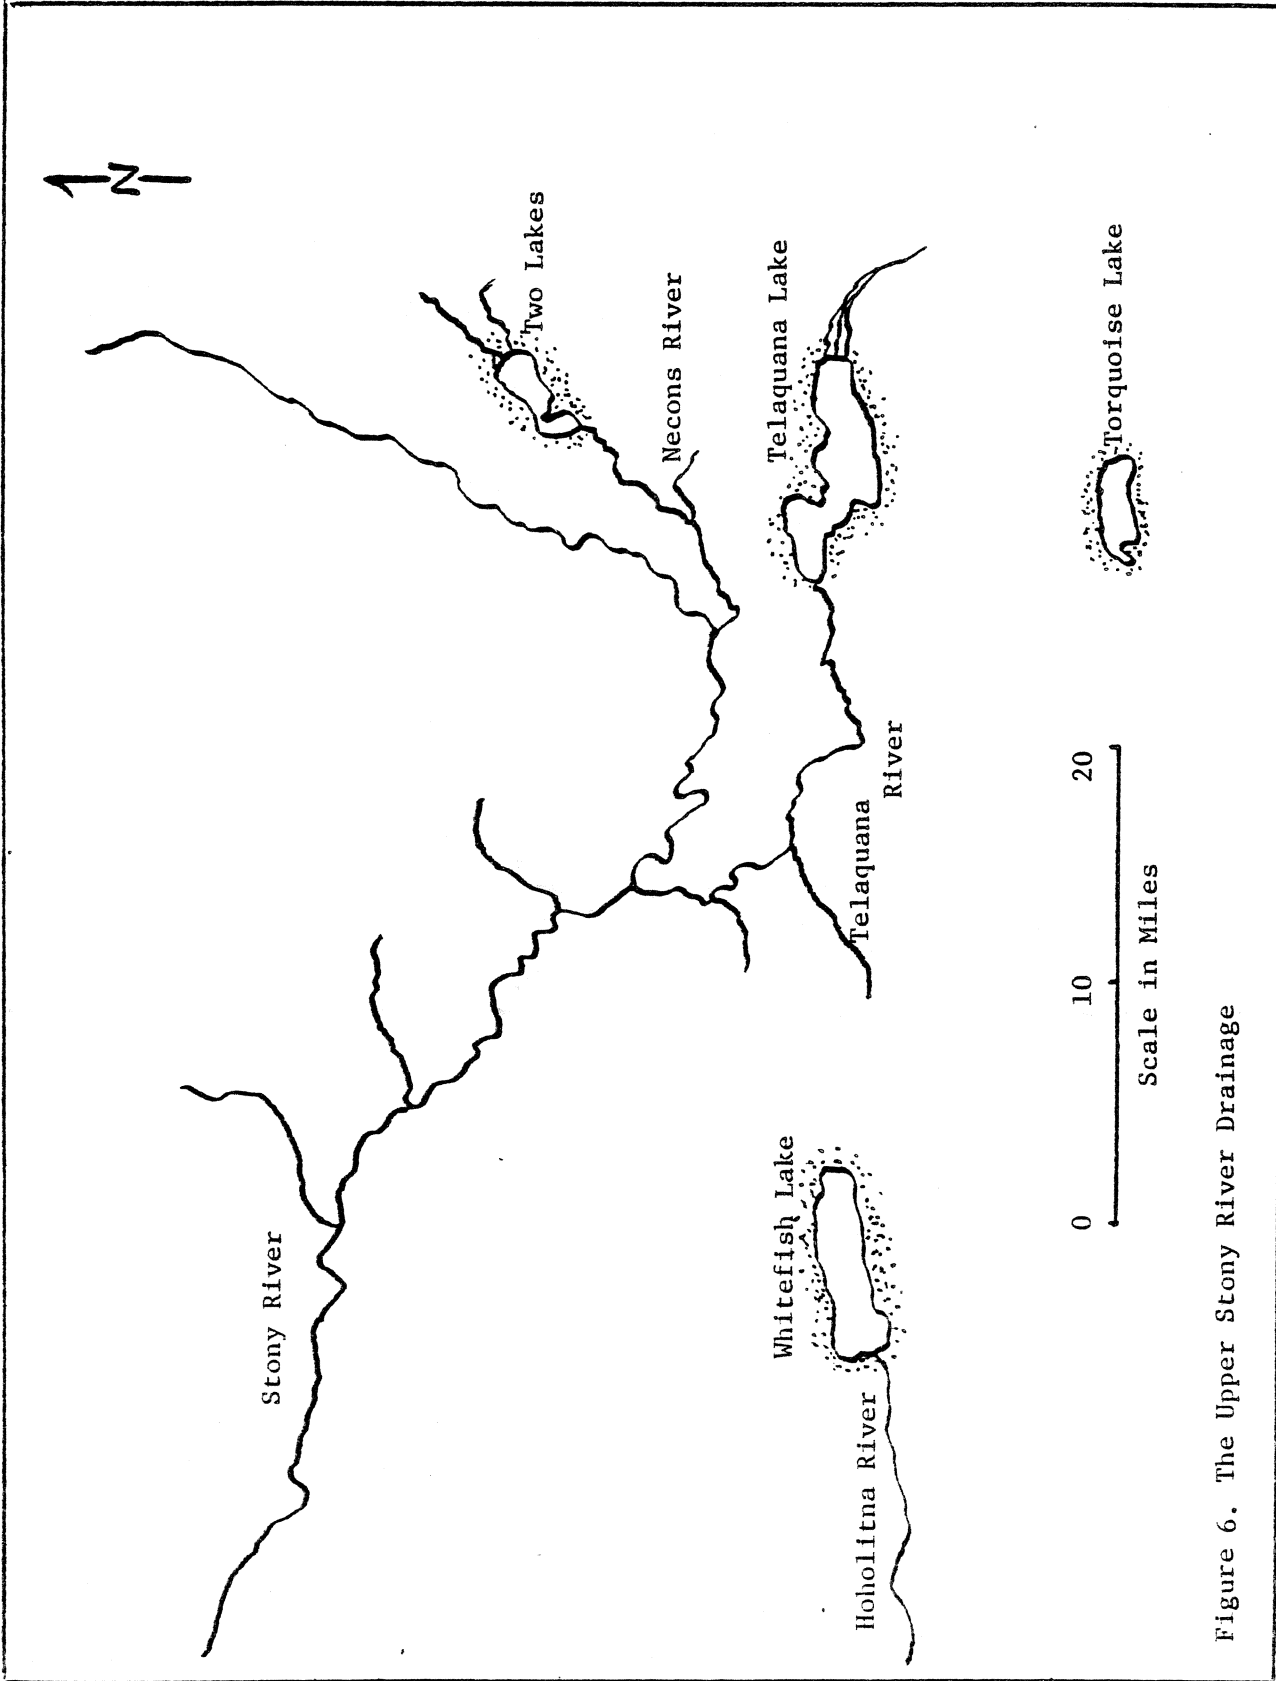 N
Stony River
Two Lakes
Necons River
Telaquana Lake
Telaquana
River
Whitefish Lake
Hoholitna River
Torquoise Lake
0 10 20
Scale in Miles
Figure 6. The Upper Stony River Drainage